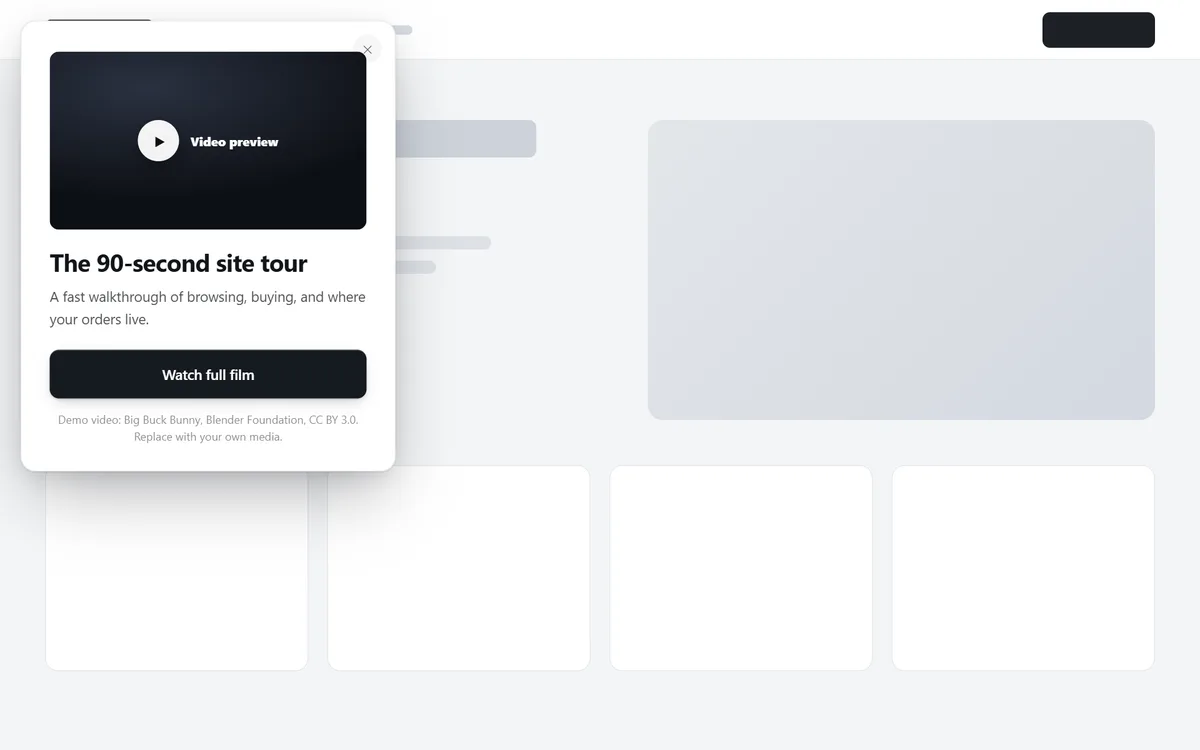 Video preview
The 90-second site tour
A fast walkthrough of browsing, buying, and where
your orders live.
Watch full film
Demo video: Big Buck Bunny, Blender Foundation, CC BY 3.0.
Replace with your own media.